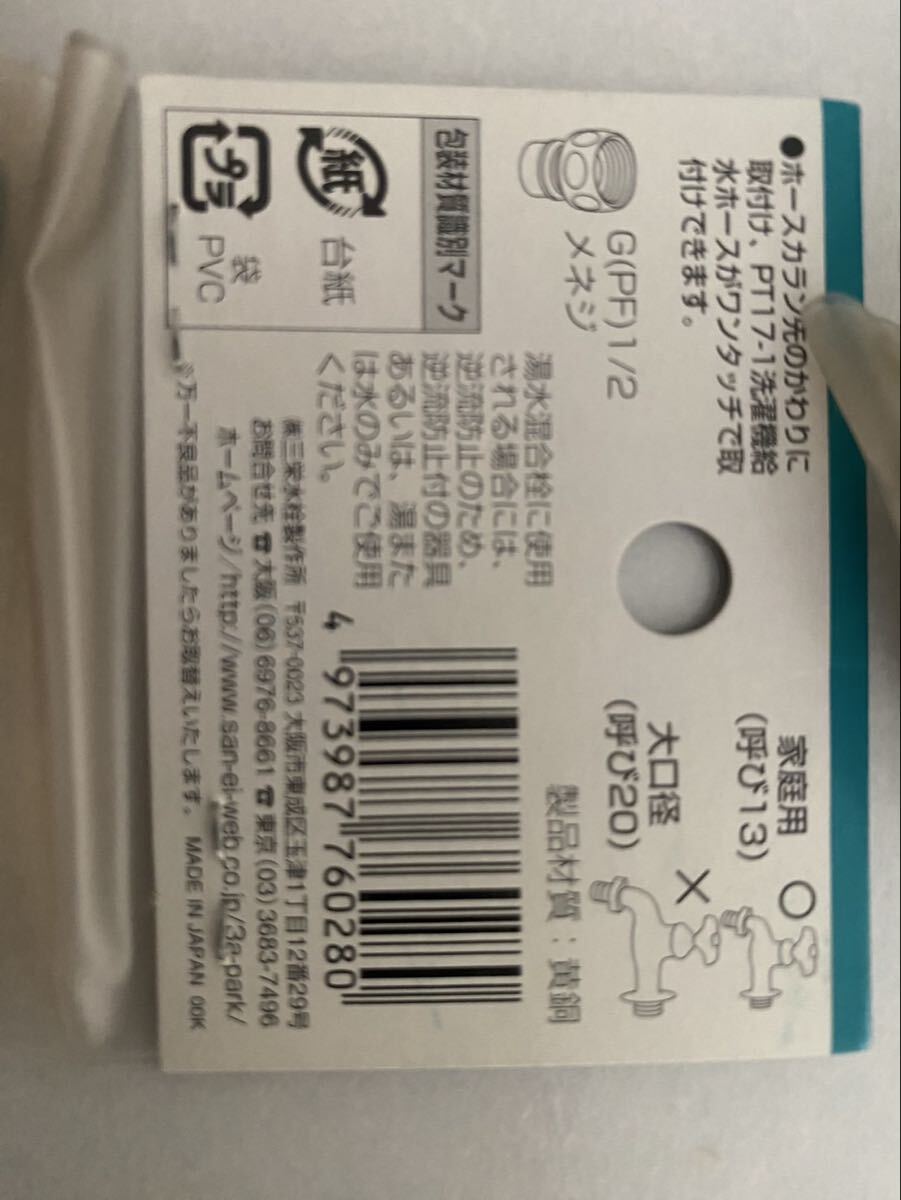 ●ホースカラン先のかわりに
取付け、PT17-1洗濯機給
水ホースがワンタッチで取
付けできます。
G(PF)1/2
メネジ
家庭用
(呼び13)
○
大口径
(呼び20)
×
製品材質：黄銅
包装材質識別マーク
紙
台紙
プラ
袋
PVC
湯水混合栓に使用
される場合には、
逆流防止のため、
逆流防止付の器具
あるいは、湯また
は水のみでご使用
ください。
4 973987 760280
㈱三栄水栓製作所 〒537-0023 大阪市東成区玉津1丁目12番29号
お問合せ先 ☎大阪(06)6976-8661 ☎東京(03)3683-7496
ホームページ/http://www.san-ei-web.co.jp/3a-park/
※万一不良品がありましたらお取替えいたします。 MADE IN JAPAN 00K